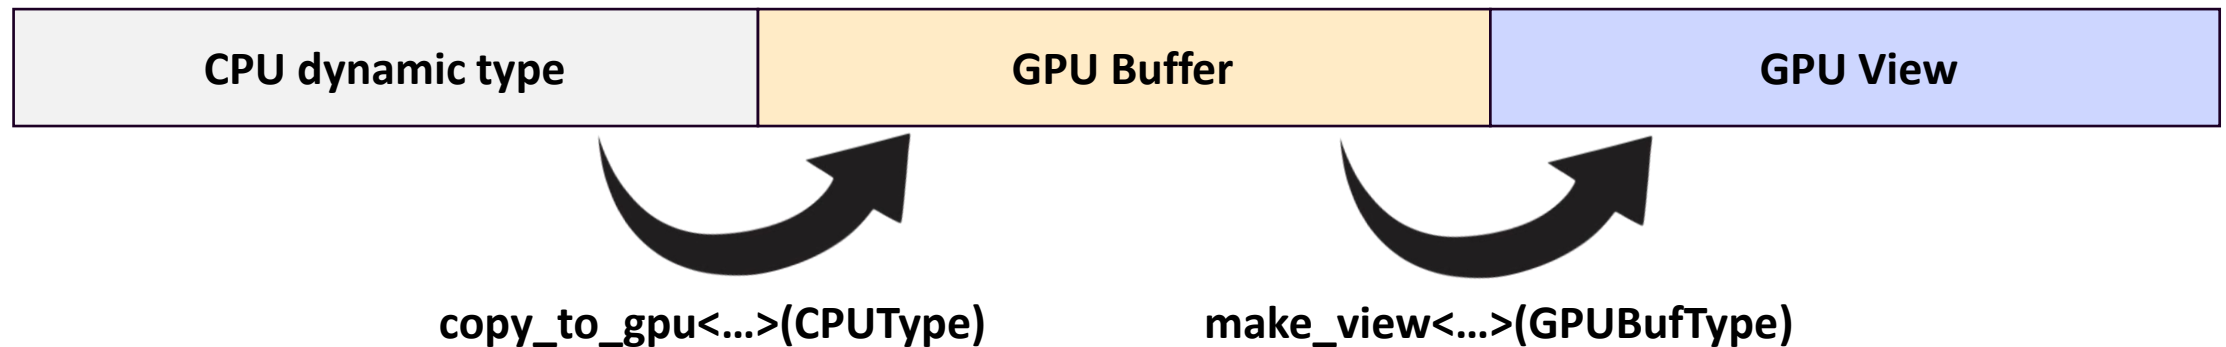 CPU dynamic type
GPU Buffer
GPU View
copy_to_gpu<...>(CPUType)
make_view<...>(GPUBufType)